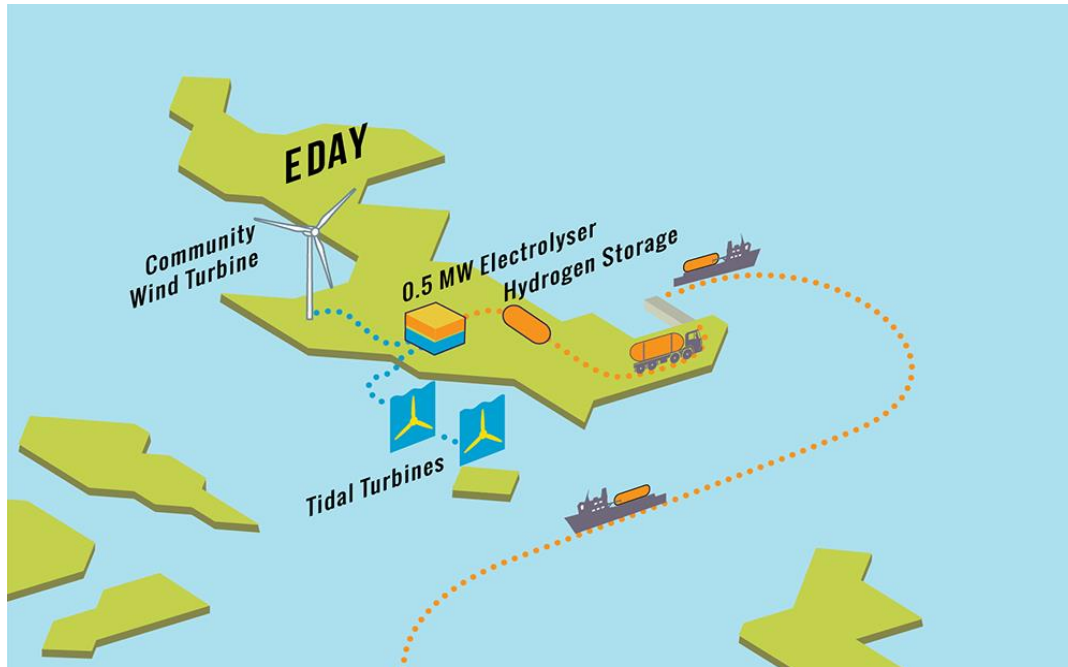 EDAY
Community
Wind Turbine
0.5 MW Electrolyser
Hydrogen Storage
Tidal Turbines